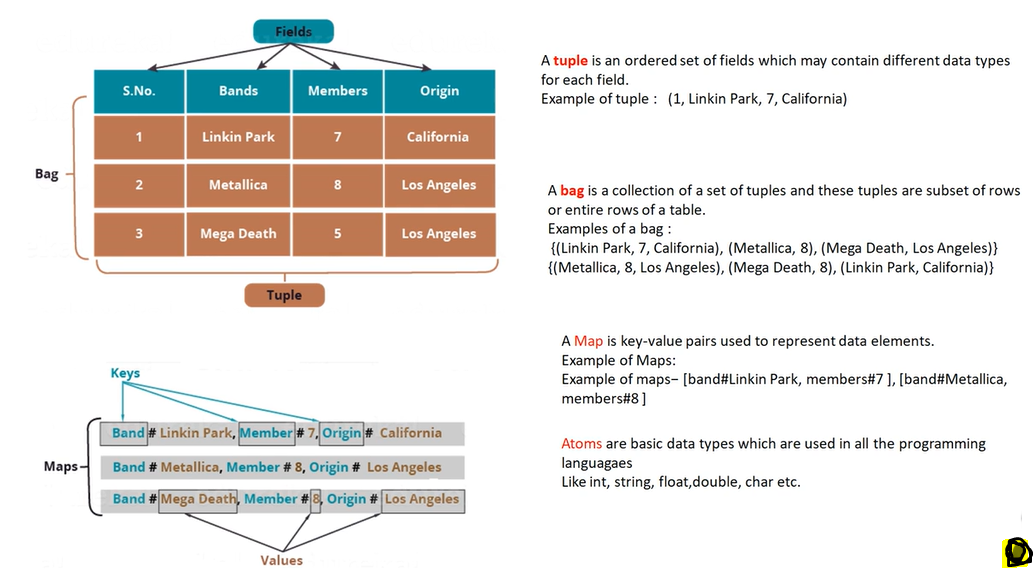 Fields
S.No. Bands Members Origin
1 Linkin Park 7 California
2 Metallica 8 Los Angeles
3 Mega Death 5 Los Angeles
Bag
Tuple
A tuple is an ordered set of fields which may contain different data types
for each field.
Example of tuple : (1, Linkin Park, 7, California)
A bag is a collection of a set of tuples and these tuples are subset of rows
or entire rows of a table.
Examples of a bag :
{(Linkin Park, 7, California), (Metallica, 8), (Mega Death, Los Angeles)}
{(Metallica, 8, Los Angeles), (Mega Death, 8), (Linkin Park, California)}
Keys
Band # Linkin Park, Member # 7, Origin # California
Maps
Band # Metallica, Member # 8, Origin # Los Angeles
Band # Mega Death, Member # 8, Origin # Los Angeles
Values
A Map is key-value pairs used to represent data elements.
Example of Maps:
Example of maps− [band#Linkin Park, members#7 ], [band#Metallica,
members#8 ]
Atoms are basic data types which are used in all the programming
languagaes
Like int, string, float,double, char etc.